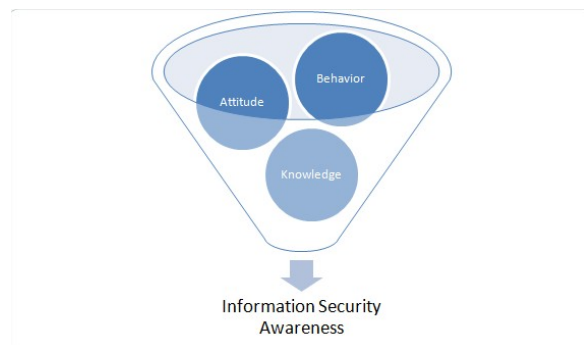 Behavior
Attitude
Knowledge
Information Security
Awareness